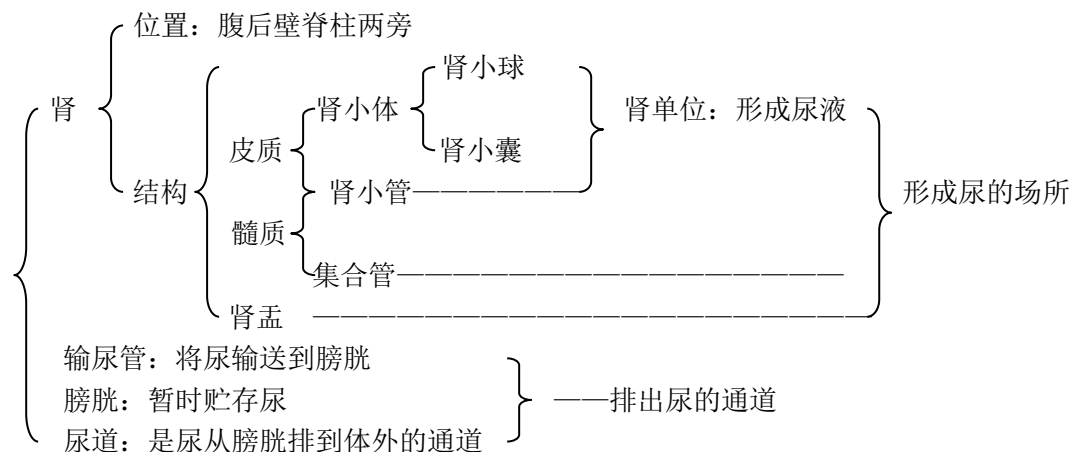 位置：腹后壁脊柱两旁
肾小球
肾 肾小体 肾单位：形成尿液
皮质 肾小囊
结构 肾小管——————— 形成尿的场所
髓质
集合管————————————————
肾盂 ————————————————————
输尿管：将尿输送到膀胱
膀胱：暂时贮存尿 ——排出尿的通道
尿道：是尿从膀胱排到体外的通道